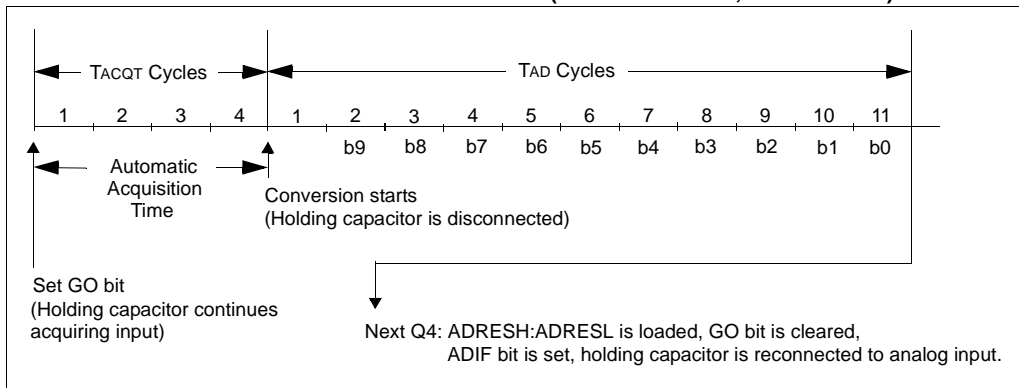 TACQT Cycles
TAD Cycles
1 2 3 4 1 2 3 4 5 6 7 8 9 10 11
b9 b8 b7 b6 b5 b4 b3 b2 b1 b0
Automatic
Acquisition
Time
Conversion starts
(Holding capacitor is disconnected)
Set GO bit
(Holding capacitor continues
acquiring input)
Next Q4: ADRESH:ADRESL is loaded, GO bit is cleared,
ADIF bit is set, holding capacitor is reconnected to analog input.